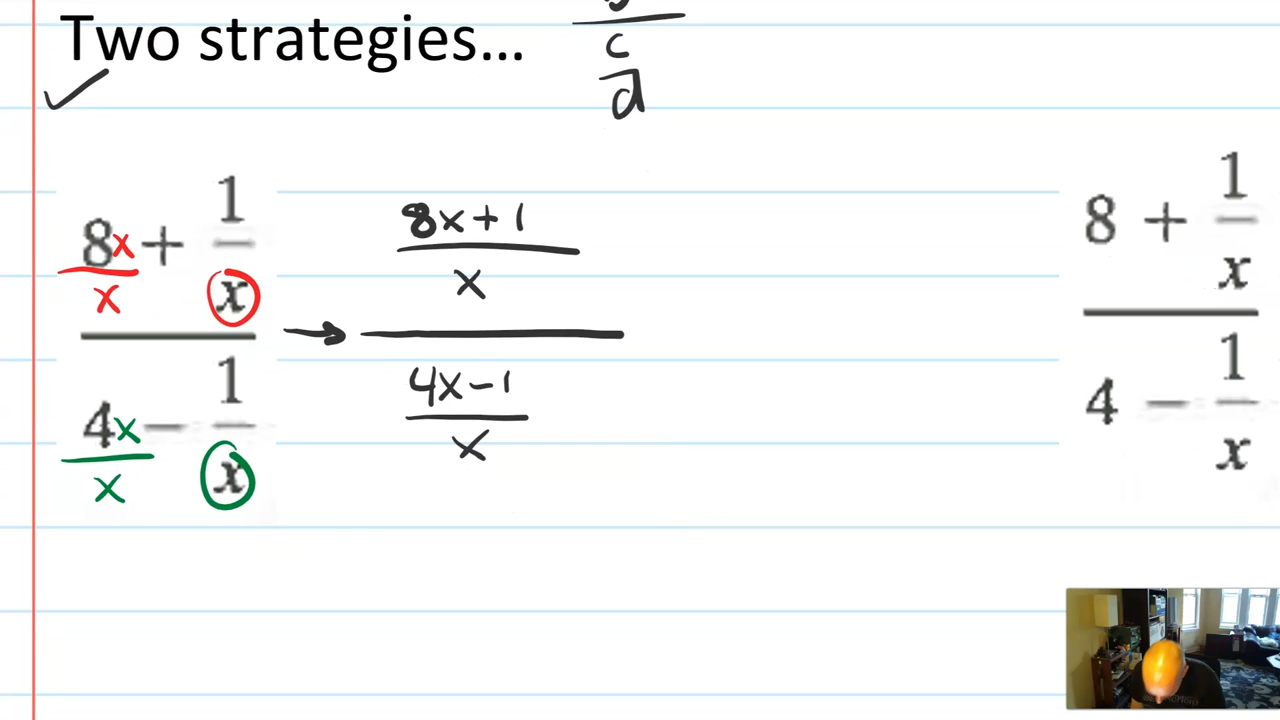 Two strategies...
c
d
8x/x + 1/x
4x/x - 1/x
→
8x+1
x
4x-1
x
8 + 1/x
4 - 1/x